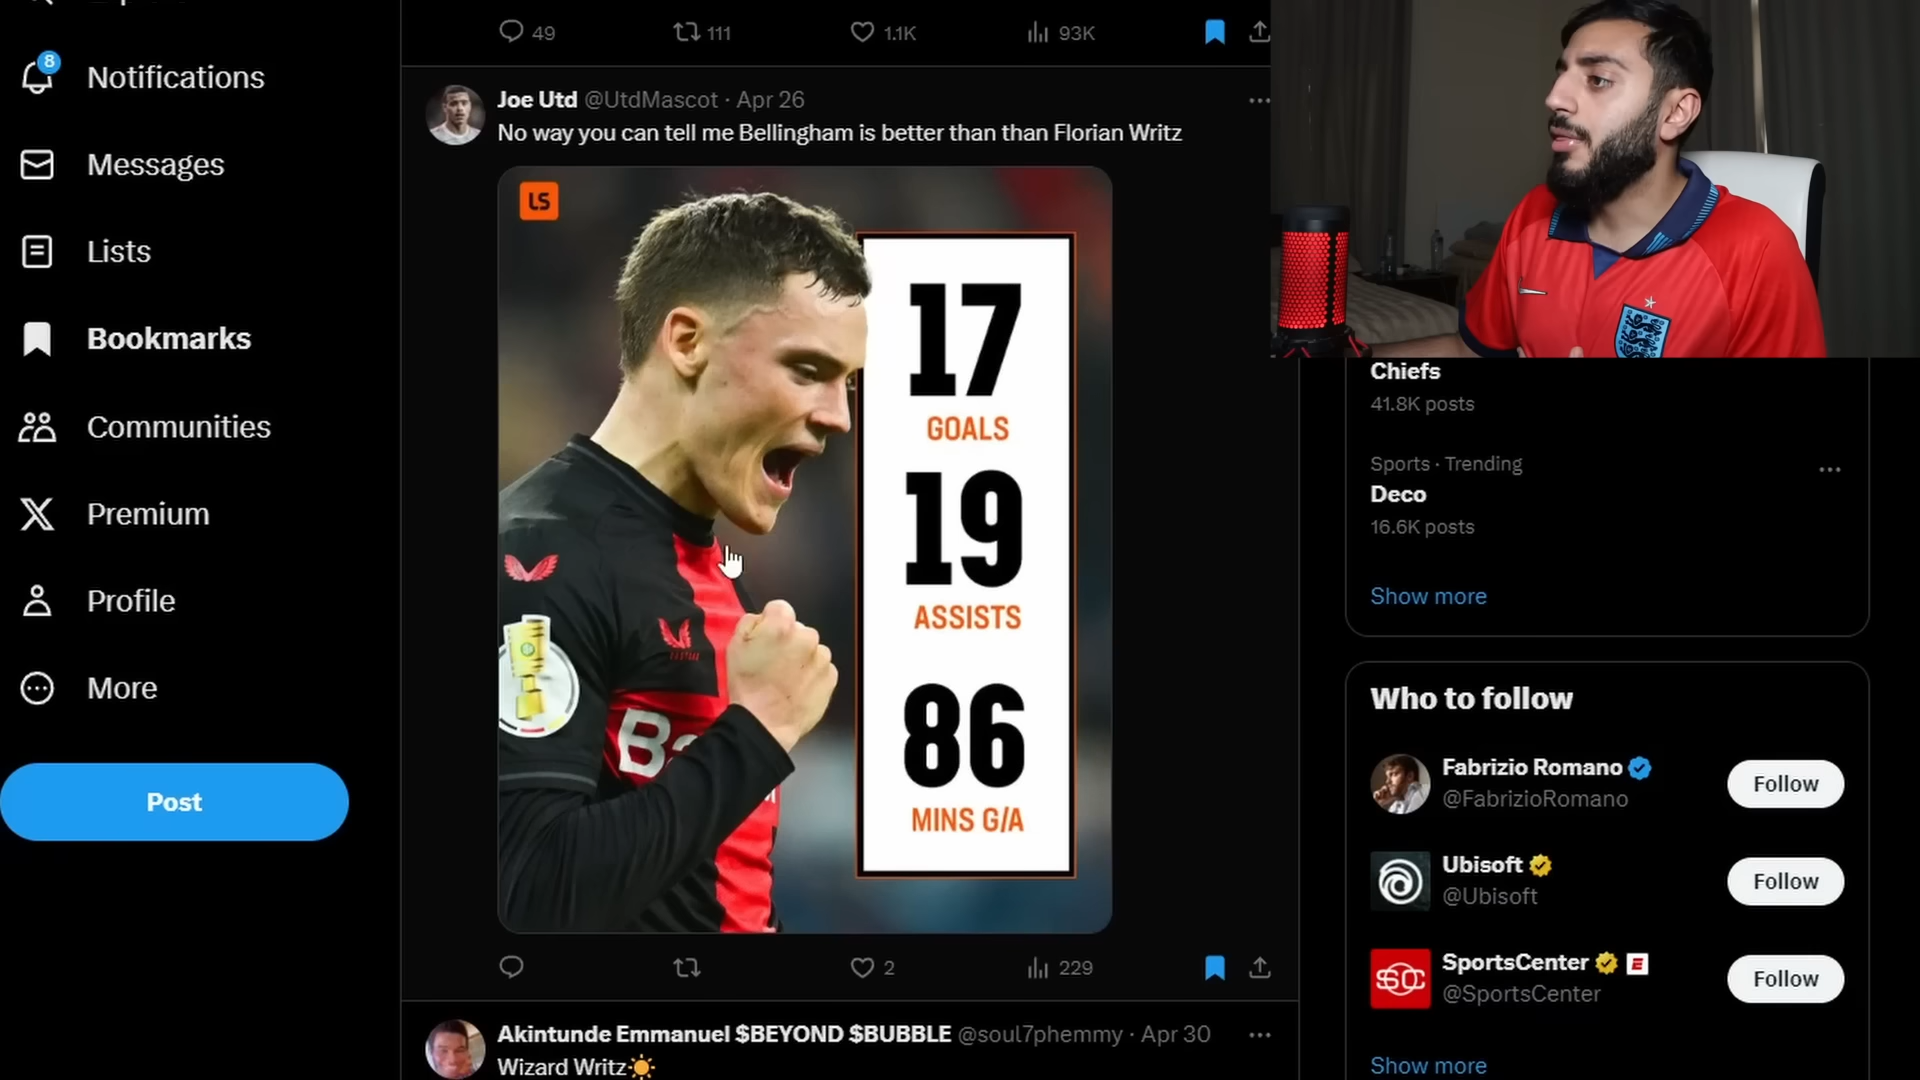 8
Notifications
Messages
Lists
Bookmarks
Communities
Premium
Profile
More
Post
49
111
1.1K
93K
Joe Utd @UtdMascot · Apr 26
No way you can tell me Bellingham is better than than Florian Writz
LS
17
GOALS
19
ASSISTS
86
MINS G/A
2
229
Akintunde Emmanuel $BEYOND $BUBBLE @soul7phemmy · Apr 30
Wizard Writz☀️
Chiefs
41.8K posts
Sports · Trending
Deco
16.6K posts
Show more
Who to follow
Fabrizio Romano
@FabrizioRomano
Follow
Ubisoft
@Ubisoft
Follow
SportsCenter
@SportsCenter
Follow
Show more